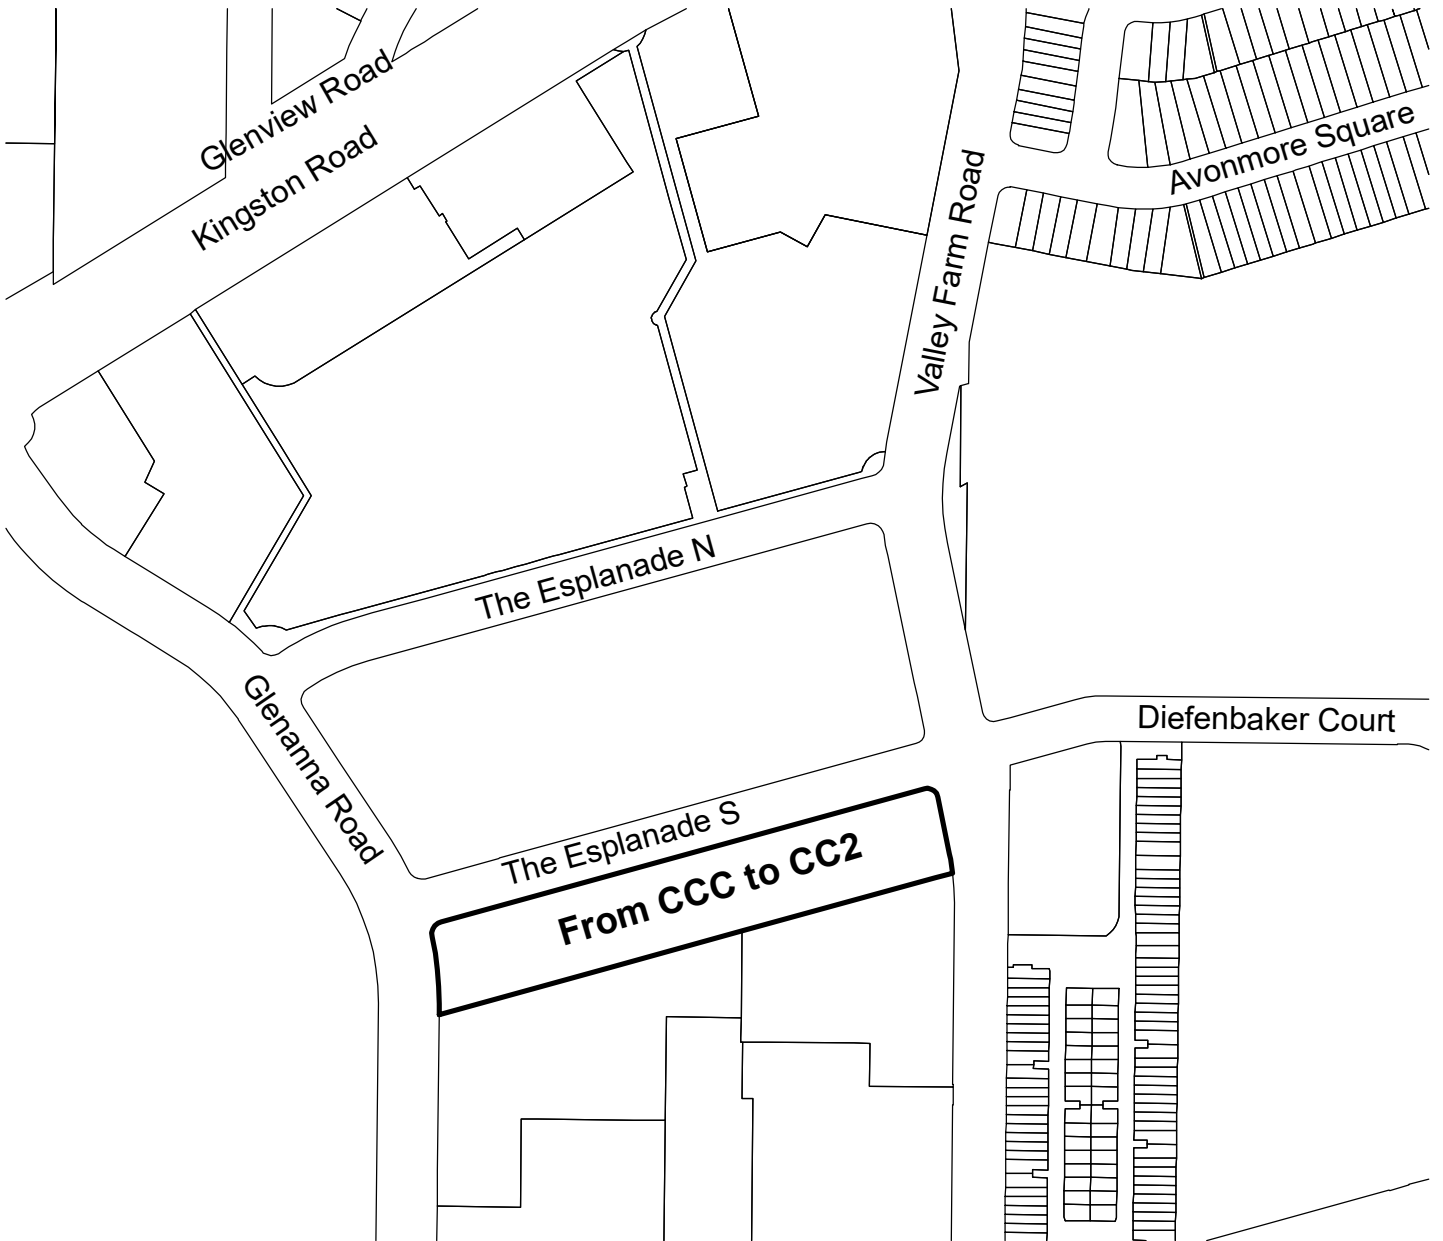 Glenview Road
Kingston Road
Avonmore Square
Valley Farm Road
The Esplanade N
Glenanna Road
Diefenbaker Court
The Esplanade S
From CCC to CC2